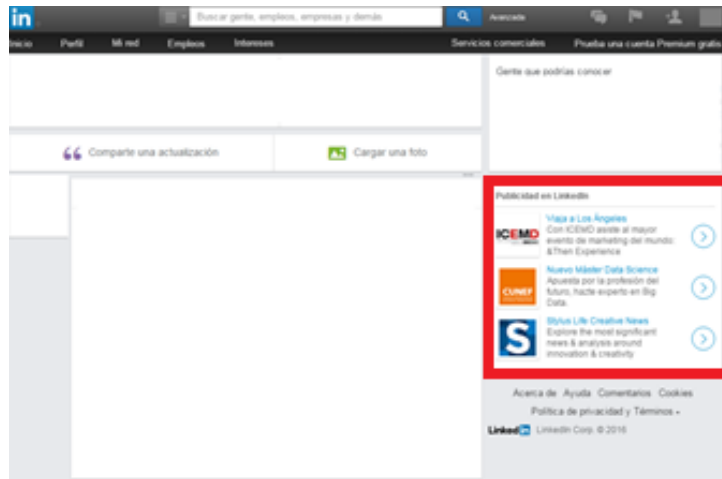 in
Buscar gente, empleos, empresas y demás
Avanzada
Inicio Perfil Mi red Empleos Intereses Servicios comerciales Prueba una cuenta Premium gratis
Gente que podrías conocer
Comparte una actualización
Cargar una foto
Publicidad en LinkedIn
ICEMD
Viaja a Los Ángeles
Con ICEMD asiste al mayor
evento de marketing del mundo:
&Then Experience
CUNEF
Nuevo Máster Data Science
Apuesta por la profesión del
futuro, hazte experto en Big
Data.
S
Stylus Life Creative News
Explore the most significant
news & analysis around
innovation & creativity
Acerca de Ayuda Comentarios Cookies
Política de privacidad y Términos
LinkedIn LinkedIn Corp. © 2016